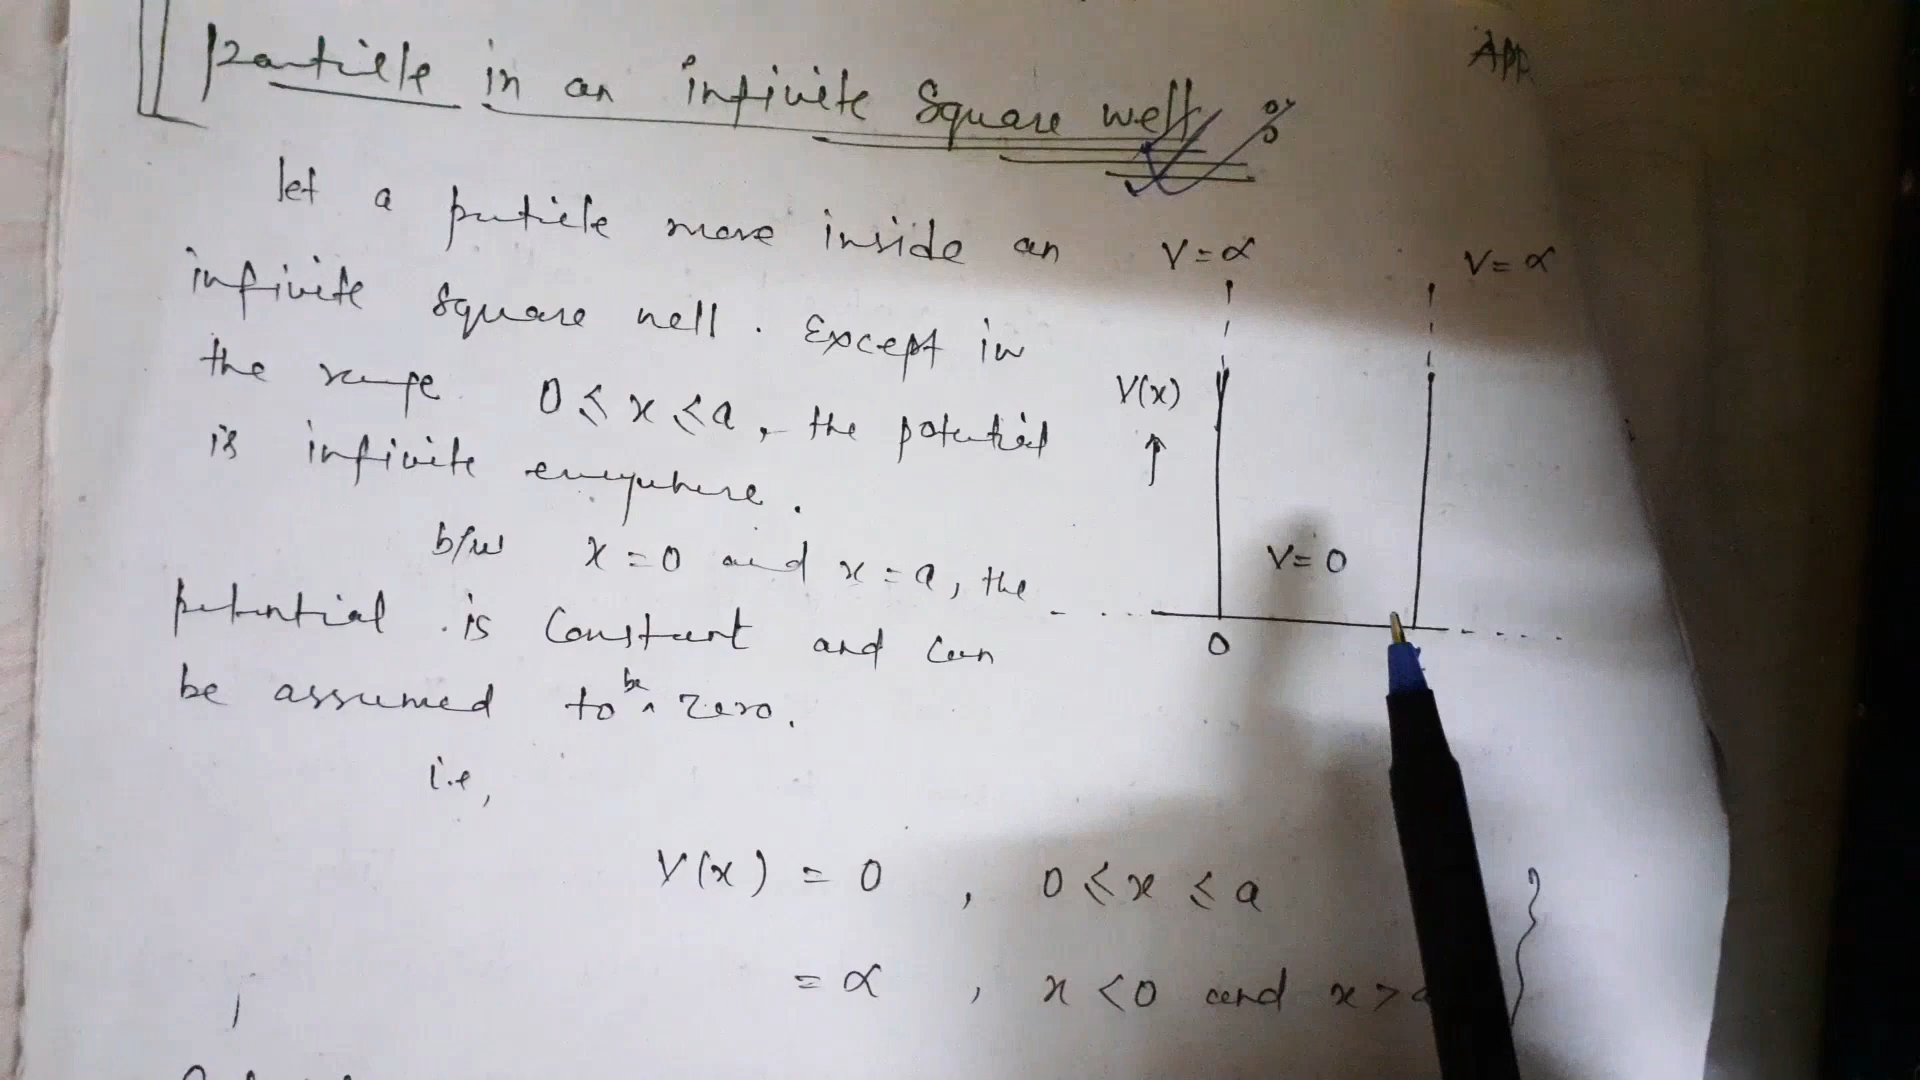 Particle in an infinite Square well
APP
let a particle move inside an
infinite square well. Except in
the range 0 ≤ x ≤ a, the potential
is infinite everywhere.
b/w x = 0 and x = a, the
potential is Constant and can
be assumed to be zero.
i.e,
V(x) = 0 , 0 ≤ x ≤ a
= α , x < 0 and x >
V = α
V = α
V(x)
↑
V = 0
0